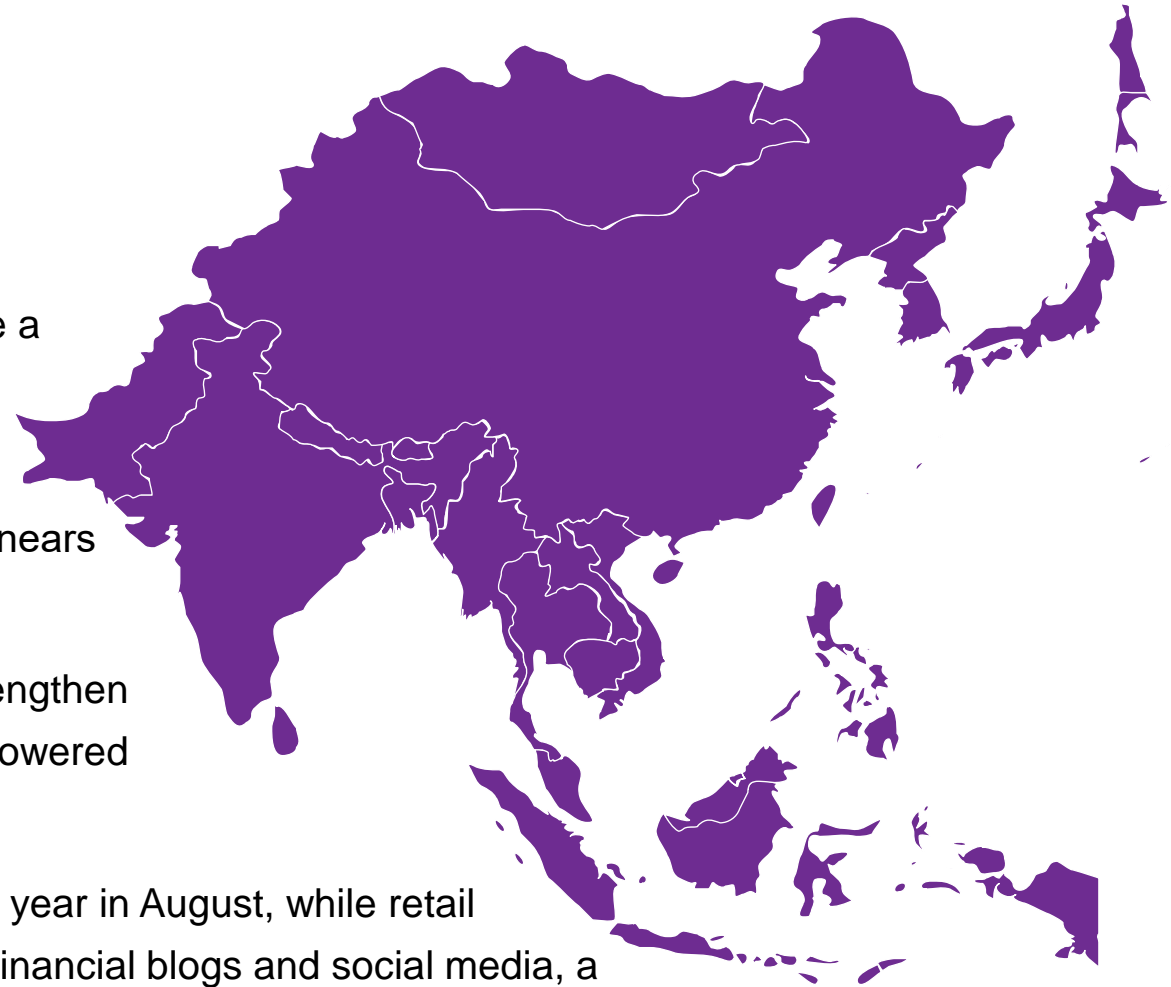 e a
nears
engthen
owered
year in August, while retail
inancial blogs and social media, a